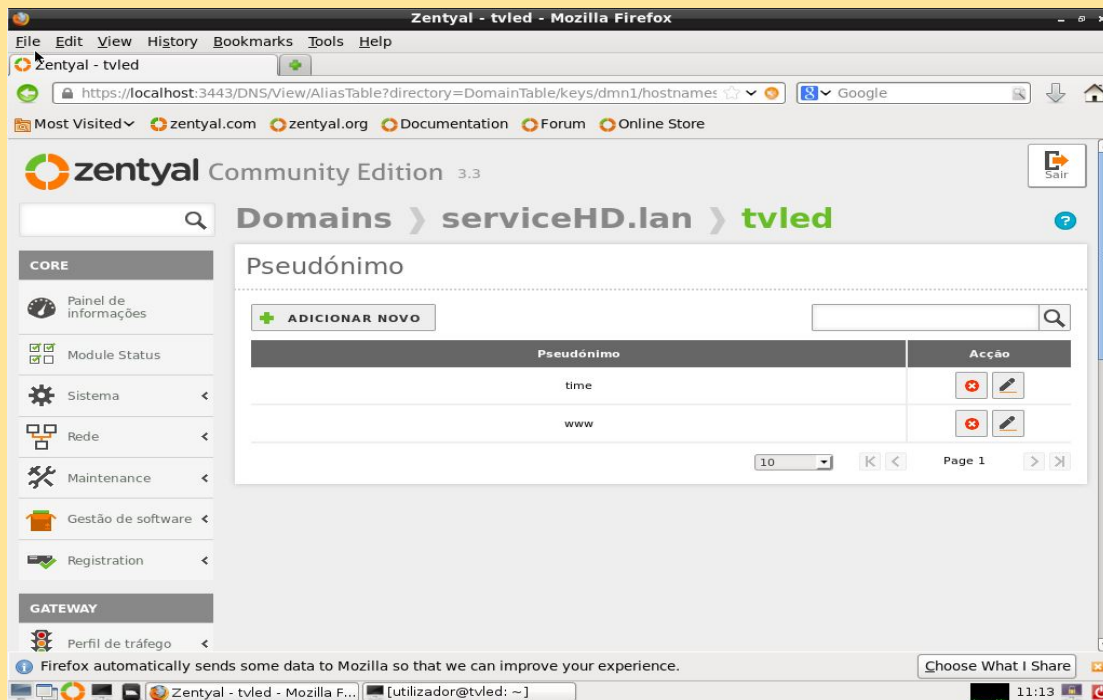 Zentyal - tvled - Mozilla Firefox
File Edit View History Bookmarks Tools Help
Zentyal - tvled
https://localhost:3443/DNS/View/AliasTable?directory=DomainTable/keys/dmn1/hostnames
Google
Most Visited zentyal.com zentyal.org Documentation Forum Online Store
zentyal Community Edition 3.3
Sair
Domains serviceHD.lan tvled
?
CORE
Painel de informações
Module Status
Sistema
Rede
Maintenance
Gestão de software
Registration
GATEWAY
Perfil de tráfego
Pseudónimo
ADICIONAR NOVO
Pseudónimo Acção
time
www
10 Page 1
Firefox automatically sends some data to Mozilla so that we can improve your experience. Choose What I Share
Zentyal - tvled - Mozilla F... [utilizador@tvled: ~] 11:13